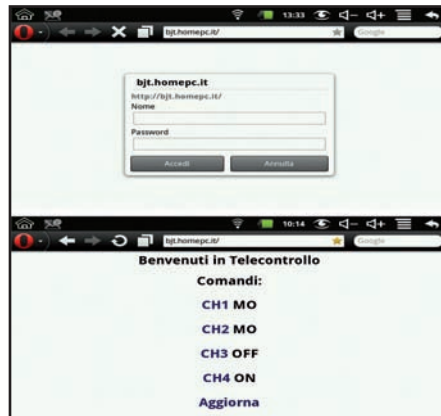 13:33
bjt.homepc.it/
Google
bjt.homepc.it
http://bjt.homepc.it/
Nome
Password
Accedi
Annulla
10:14
bjt.homepc.it/
Google
Benvenuti in Telecontrollo
Comandi:
CH1 MO
CH2 MO
CH3 OFF
CH4 ON
Aggiorna